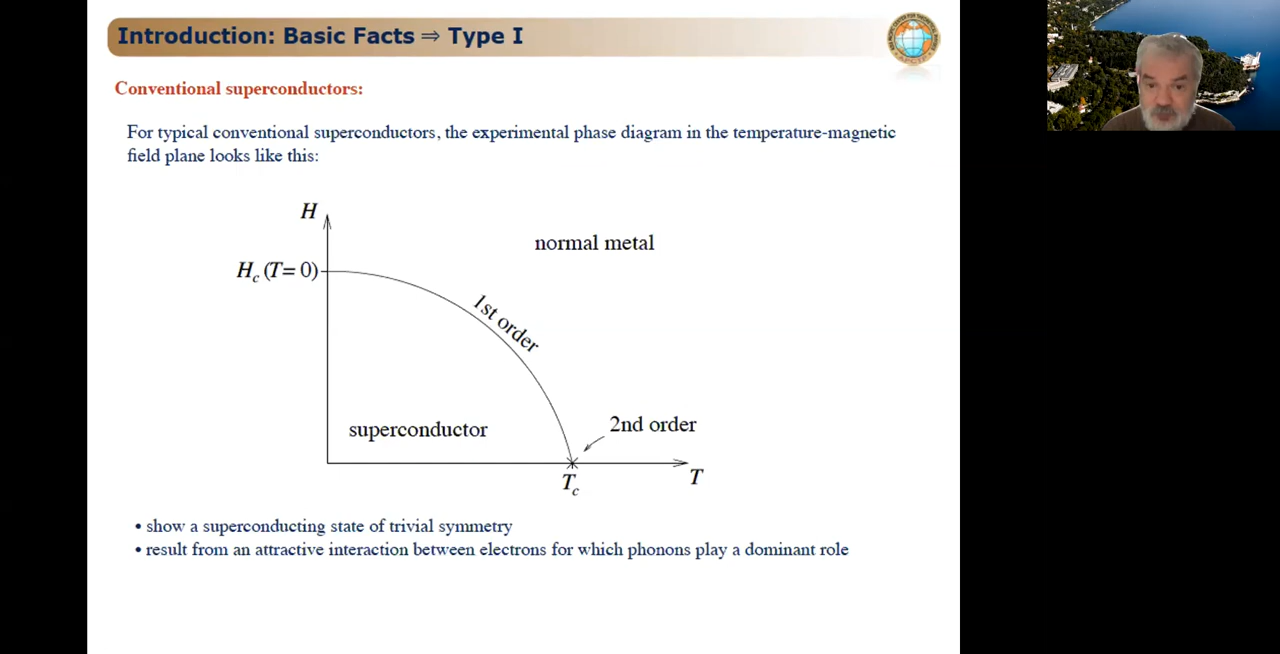 Introduction: Basic Facts ⇒ Type I
Conventional superconductors:
For typical conventional superconductors, the experimental phase diagram in the temperature-magnetic
field plane looks like this:
H
normal metal
H_c (T= 0)
1st order
2nd order
superconductor
T_c
T
• show a superconducting state of trivial symmetry
• result from an attractive interaction between electrons for which phonons play a dominant role